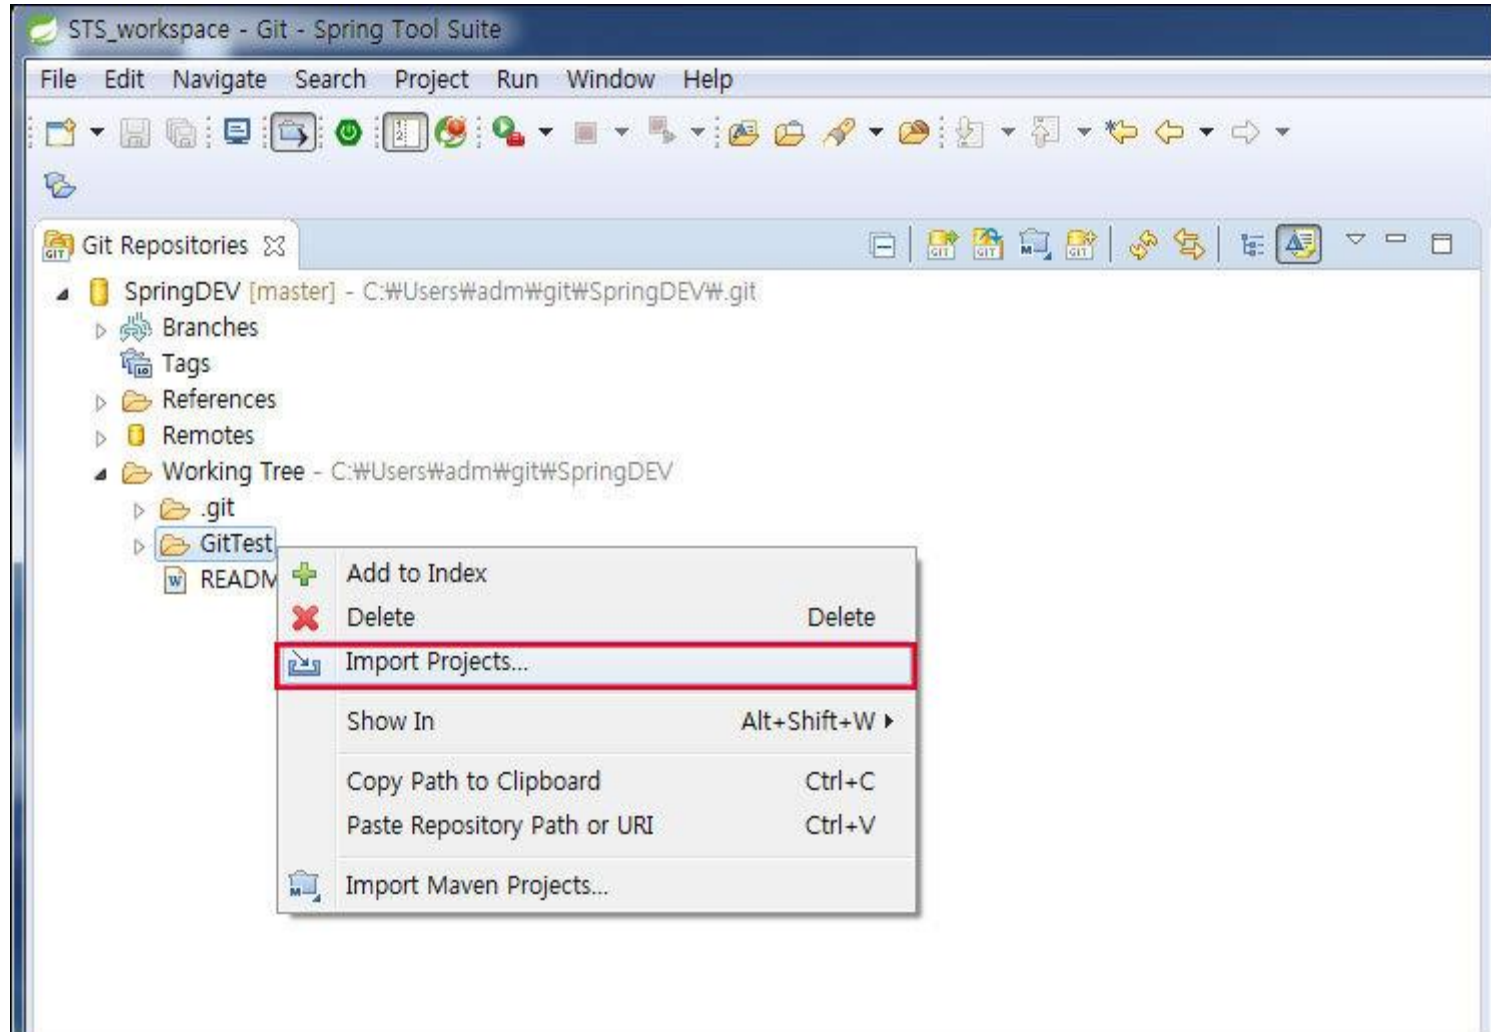 STS_workspace - Git - Spring Tool Suite
File Edit Navigate Search Project Run Window Help
Git Repositories
SpringDEV [master] - C:₩Users₩adm₩git₩SpringDEV₩.git
Branches
Tags
References
Remotes
Working Tree - C:₩Users₩adm₩git₩SpringDEV
.git
GitTest
READM
Add to Index
Delete Delete
Import Projects...
Show In Alt+Shift+W
Copy Path to Clipboard Ctrl+C
Paste Repository Path or URI Ctrl+V
Import Maven Projects...